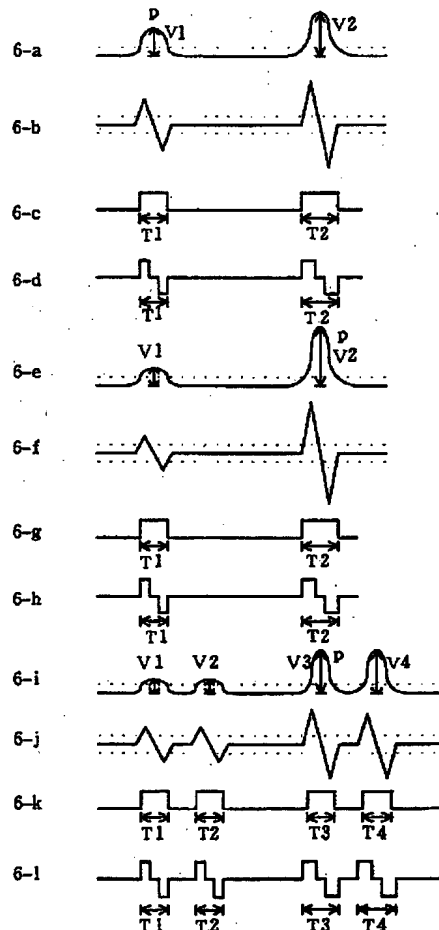 p
V1
V2
6-a
6-b
6-c
T1 T2
6-d
T1 T2
p
V1 V2
6-e
6-f
6-g
T1 T2
6-h
T1 T2
V1 V2 V3 p V4
6-i
6-j
6-k
T1 T2 T3 T4
6-l
T1 T2 T3 T4